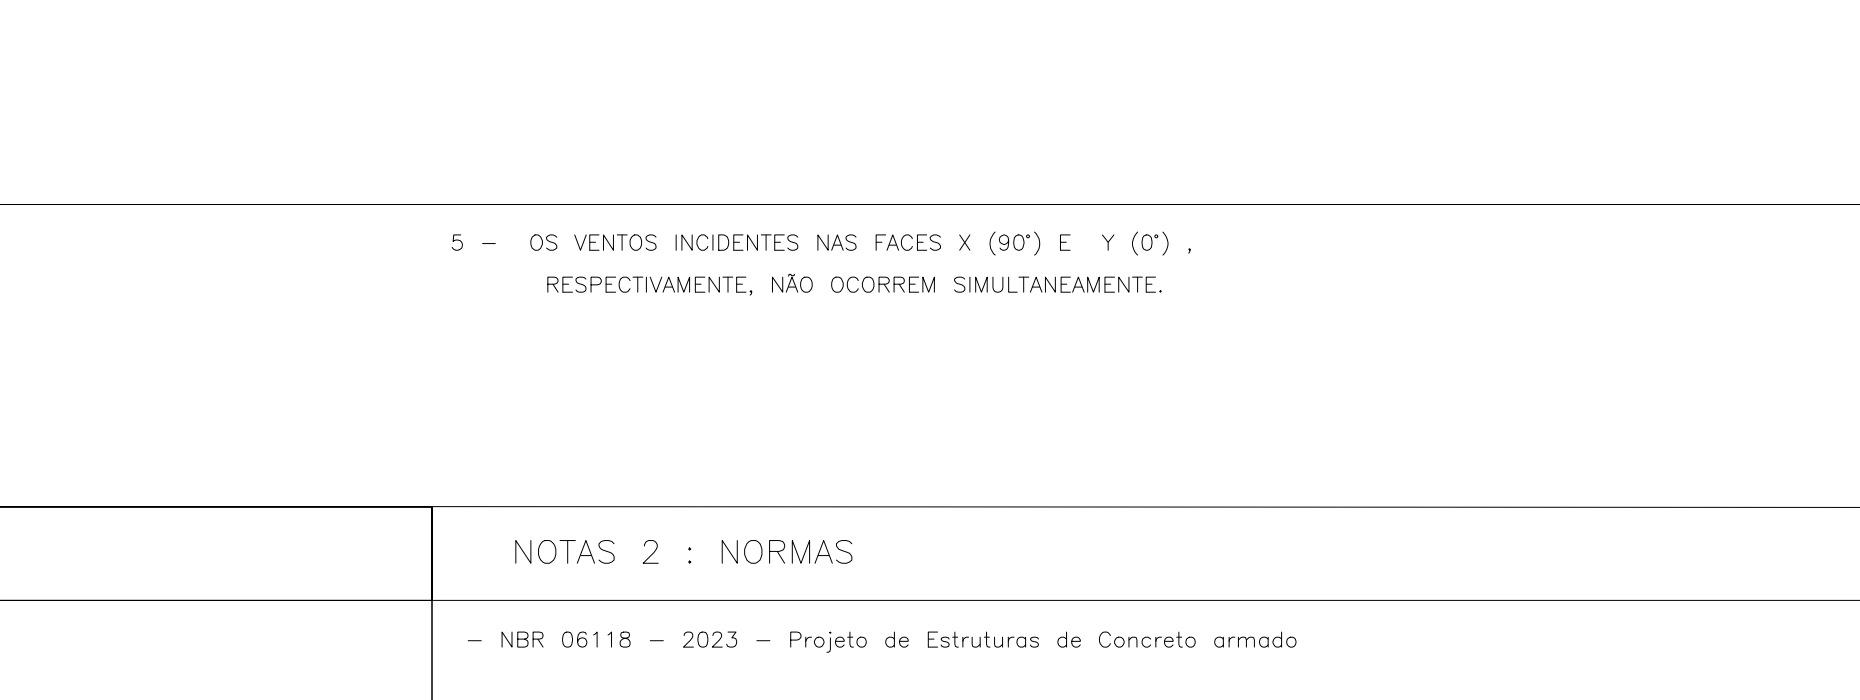 5 – OS VENTOS INCIDENTES NAS FACES X (90°) E Y (0°) ,
RESPECTIVAMENTE, NÃO OCORREM SIMULTANEAMENTE.
NOTAS 2 : NORMAS
– NBR 06118 – 2023 – Projeto de Estruturas de Concreto armado